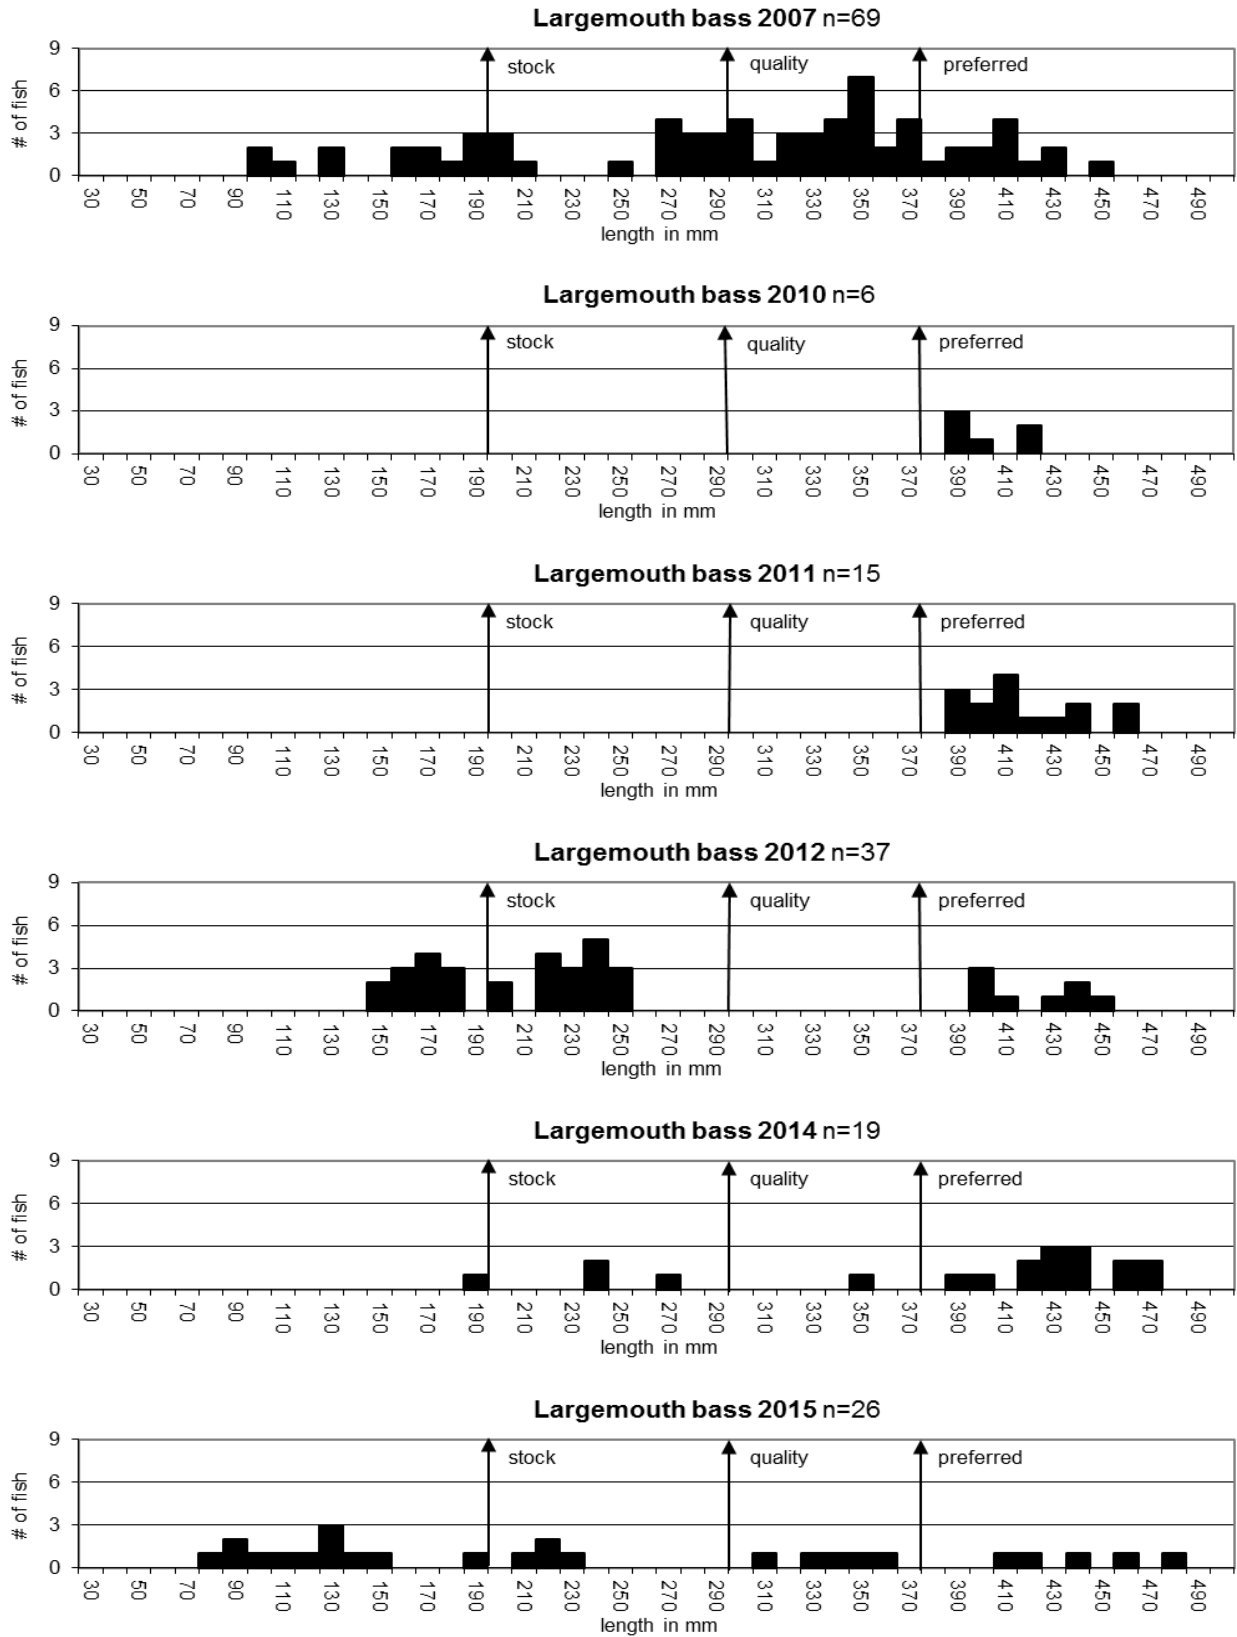 Largemouth bass 2007 n=69
9
6
3
0
# of fish
stock
quality
preferred
30 50 70 90 110 130 150 170 190 210 230 250 270 290 310 330 350 370 390 410 430 450 470 490
length in mm
Largemouth bass 2010 n=6
9
6
3
0
# of fish
stock
quality
preferred
30 50 70 90 110 130 150 170 190 210 230 250 270 290 310 330 350 370 390 410 430 450 470 490
length in mm
Largemouth bass 2011 n=15
9
6
3
0
# of fish
stock
quality
preferred
30 50 70 90 110 130 150 170 190 210 230 250 270 290 310 330 350 370 390 410 430 450 470 490
length in mm
Largemouth bass 2012 n=37
9
6
3
0
# of fish
stock
quality
preferred
30 50 70 90 110 130 150 170 190 210 230 250 270 290 310 330 350 370 390 410 430 450 470 490
length in mm
Largemouth bass 2014 n=19
9
6
3
0
# of fish
stock
quality
preferred
30 50 70 90 110 130 150 170 190 210 230 250 270 290 310 330 350 370 390 410 430 450 470 490
length in mm
Largemouth bass 2015 n=26
9
6
3
0
# of fish
stock
quality
preferred
30 50 70 90 110 130 150 170 190 210 230 250 270 290 310 330 350 370 390 410 430 450 470 490
length in mm